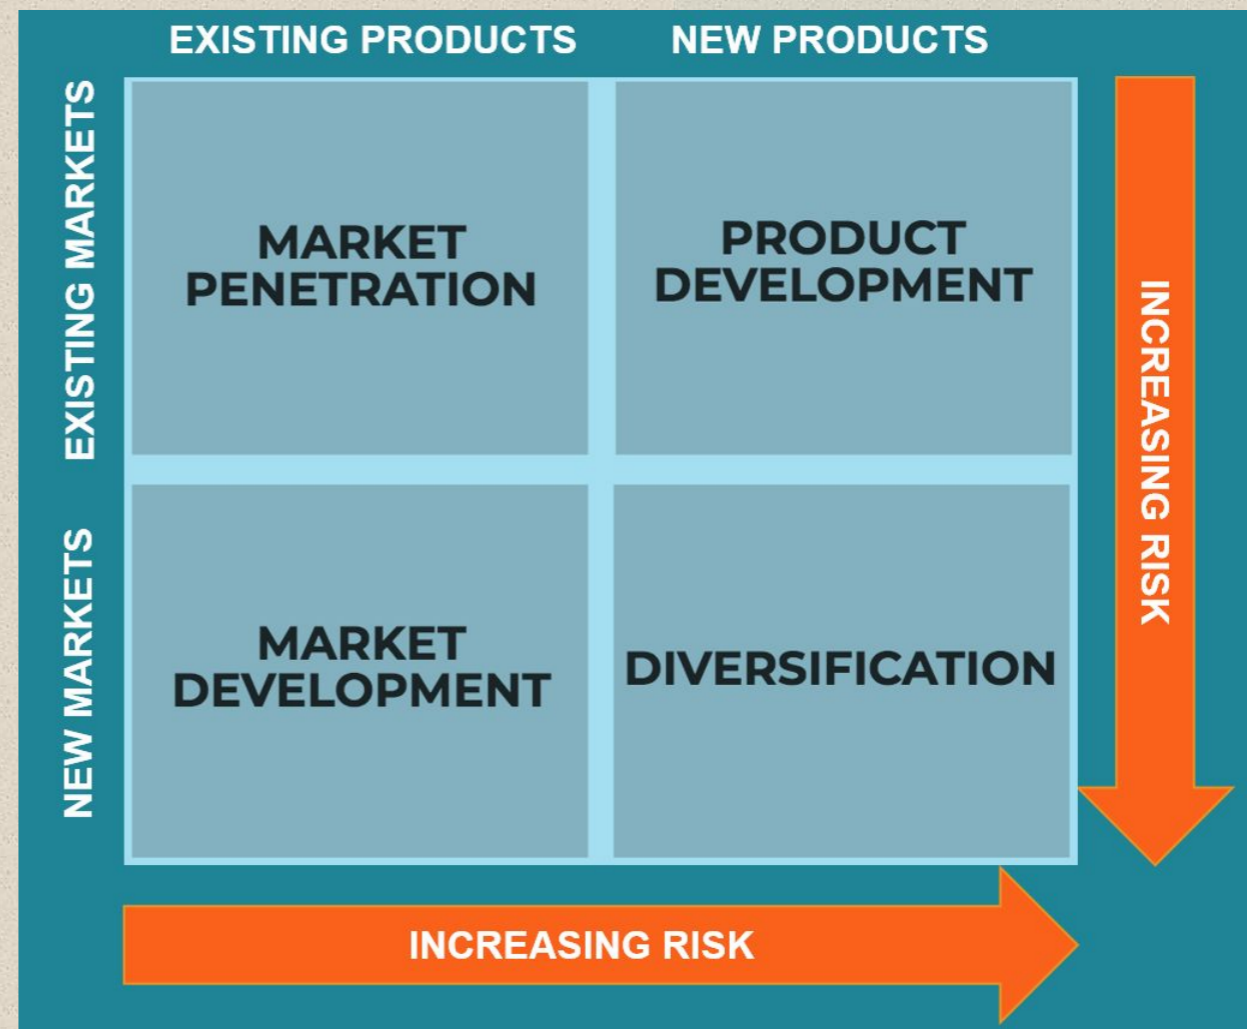 EXISTING PRODUCTS
NEW PRODUCTS
EXISTING MARKETS
MARKET
PENETRATION
PRODUCT
DEVELOPMENT
NEW MARKETS
MARKET
DEVELOPMENT
DIVERSIFICATION
INCREASING RISK
INCREASING RISK